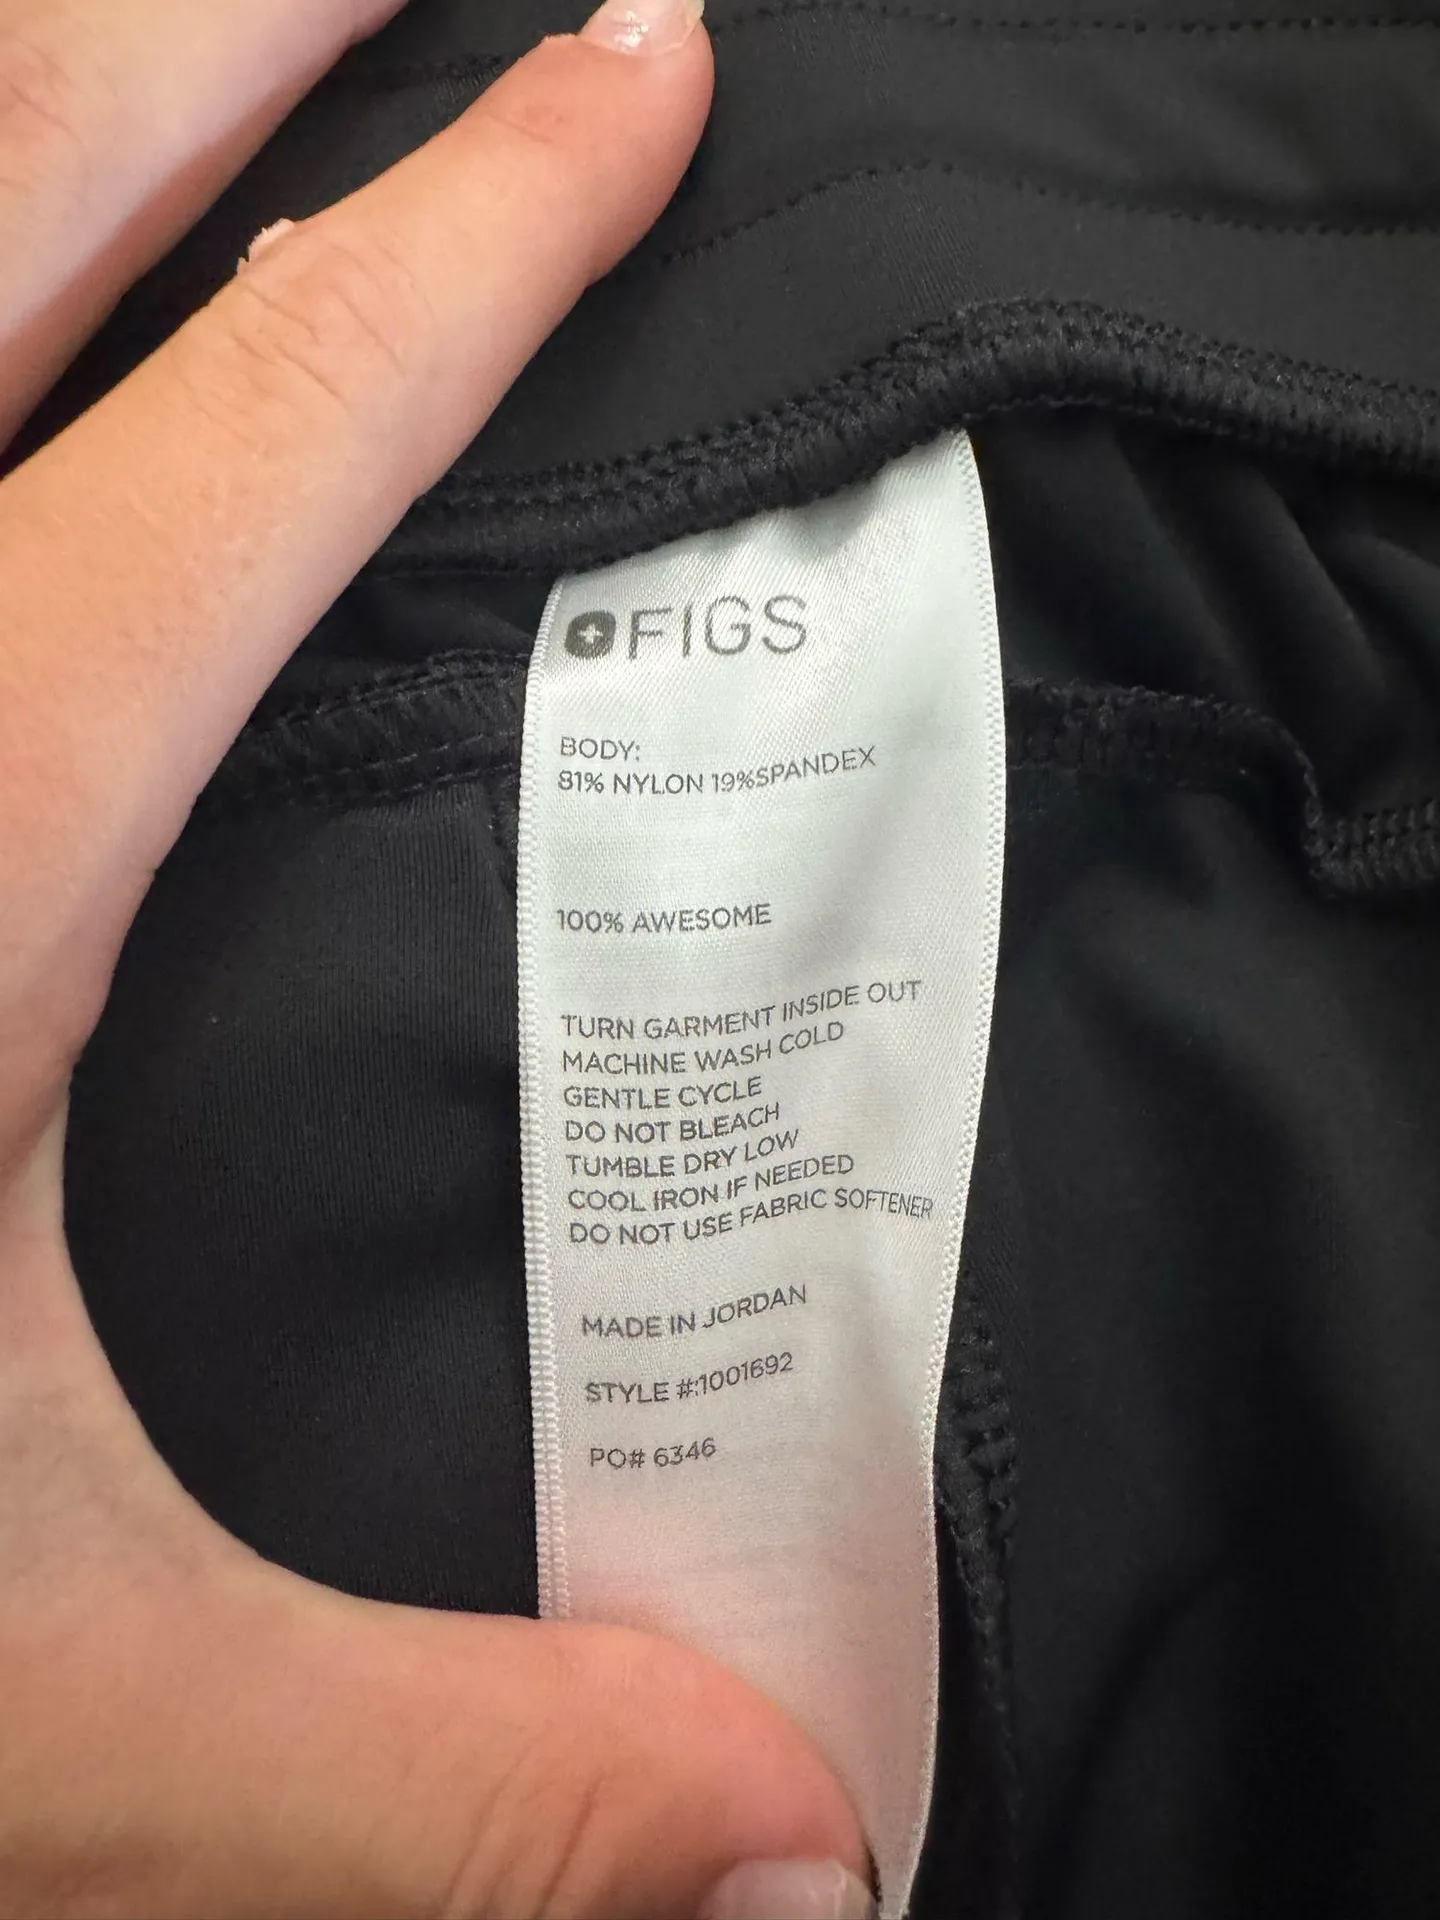 FIGS
BODY:
81% NYLON 19%SPANDEX
100% AWESOME
TURN GARMENT INSIDE OUT
MACHINE WASH COLD
GENTLE CYCLE
DO NOT BLEACH
TUMBLE DRY LOW
COOL IRON IF NEEDED
DO NOT USE FABRIC SOFTENER
MADE IN JORDAN
STYLE #:1001692
PO# 6346